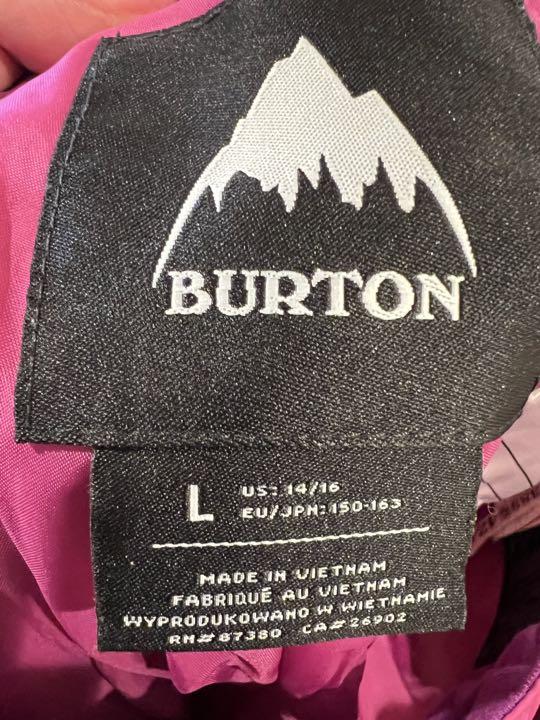 BURTON
L
US: 14/16
EU/JPN: 150-163
MADE IN VIETNAM
FABRIQUÉ AU VIETNAM
WYPRODUKOWANO W WIETNAMIE
RN# 87380 CA# 26902